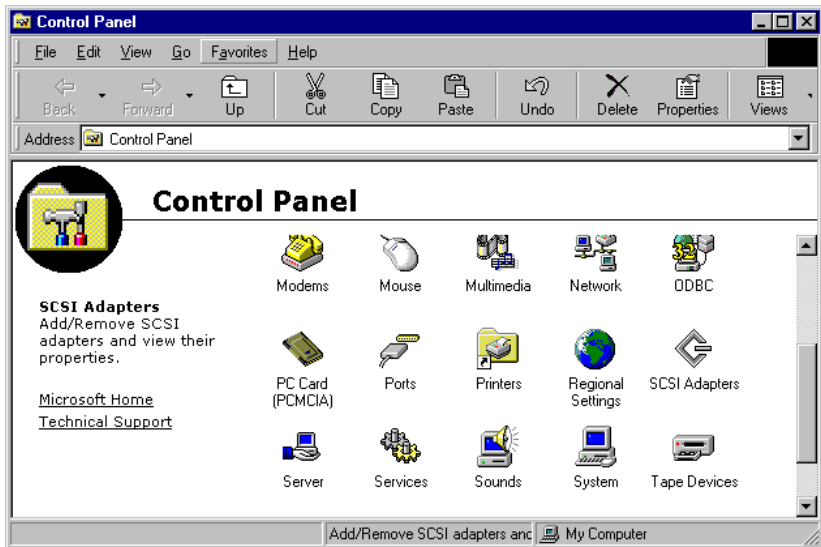 Control Panel
File Edit View Go Favorites Help
Back Forward Up Cut Copy Paste Undo Delete Properties Views
Address Control Panel
Control Panel
Modems Mouse Multimedia Network 32 ODBC
SCSI Adapters
Add/Remove SCSI
adapters and view their
properties.
Microsoft Home
Technical Support
PC Card
(PCMCIA)
Ports
Printers
Regional
Settings
SCSI Adapters
Server Services Sounds System Tape Devices
Add/Remove SCSI adapters anc My Computer